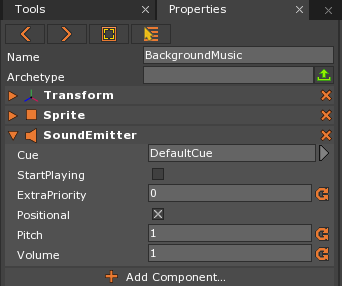 Tools Properties
Name BackgroundMusic
Archetype
Transform
Sprite
SoundEmitter
Cue DefaultCue
StartPlaying
ExtraPriority 0
Positional
Pitch 1
Volume 1
Add Component...